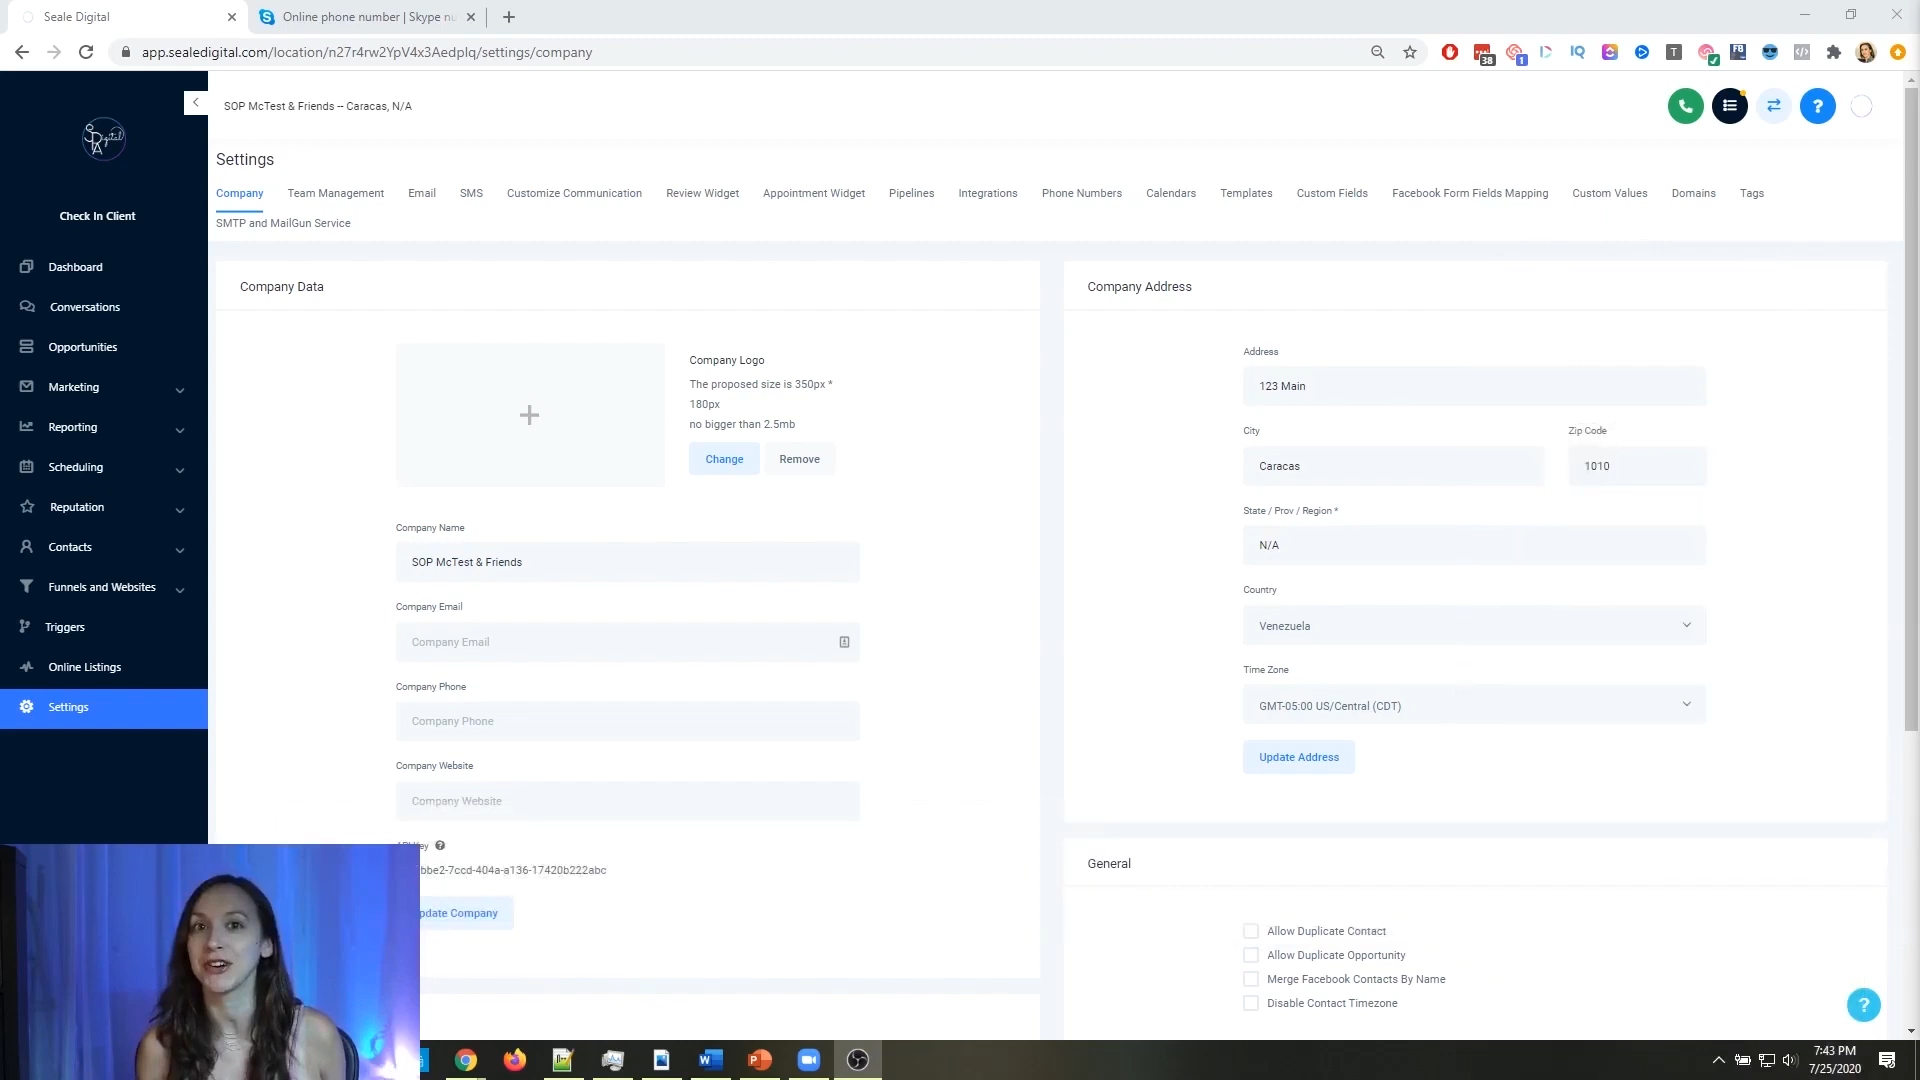 Seale Digital
Online phone number | Skype nu
app.sealedigital.com/location/n27r4rw2YpV4x3Aedplq/settings/company
38
1
IQ
T
FB
SOP McTest & Friends -- Caracas, N/A
Check In Client
Dashboard
Conversations
Opportunities
Marketing
Reporting
Scheduling
Reputation
Contacts
Funnels and Websites
Triggers
Online Listings
Settings
Settings
Company Team Management Email SMS Customize Communication Review Widget Appointment Widget Pipelines Integrations Phone Numbers Calendars Templates Custom Fields Facebook Form Fields Mapping Custom Values Domains Tags
SMTP and MailGun Service
Company Data
Company Logo
The proposed size is 350px *
180px
no bigger than 2.5mb
Change Remove
Company Name
SOP McTest & Friends
Company Email
Company Email
Company Phone
Company Phone
Company Website
Company Website
bbe2-7ccd-404a-a136-17420b222abc
pdate Company
Company Address
Address
123 Main
City Zip Code
Caracas 1010
State / Prov / Region *
N/A
Country
Venezuela
Time Zone
GMT-05:00 US/Central (CDT)
Update Address
General
Allow Duplicate Contact
Allow Duplicate Opportunity
Merge Facebook Contacts By Name
Disable Contact Timezone
7:43 PM
7/25/2020